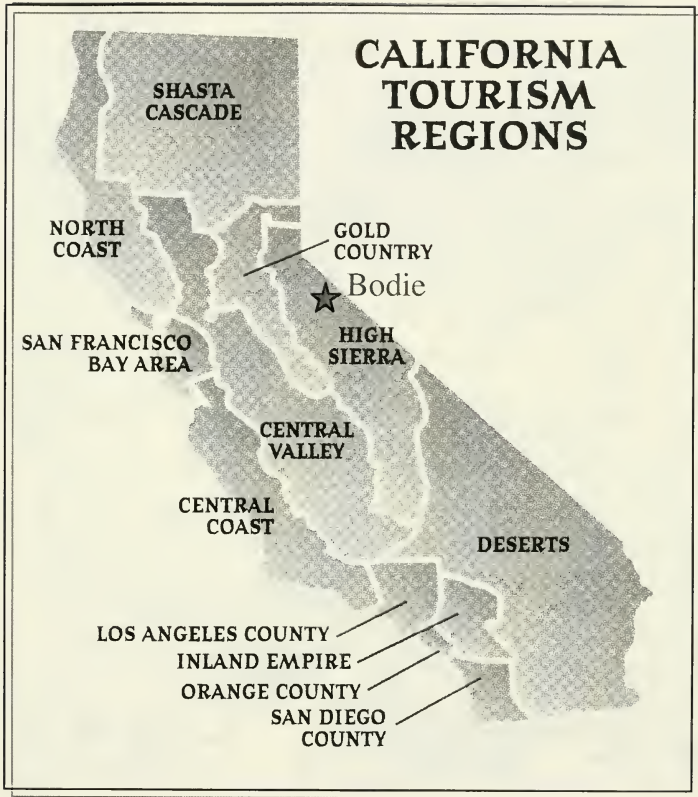 CALIFORNIA
TOURISM
REGIONS
SHASTA
CASCADE
NORTH
COAST
GOLD
COUNTRY
Bodie
SAN FRANCISCO
BAY AREA
HIGH
SIERRA
CENTRAL
VALLEY
CENTRAL
COAST
DESERTS
LOS ANGELES COUNTY
INLAND EMPIRE
ORANGE COUNTY
SAN DIEGO
COUNTY